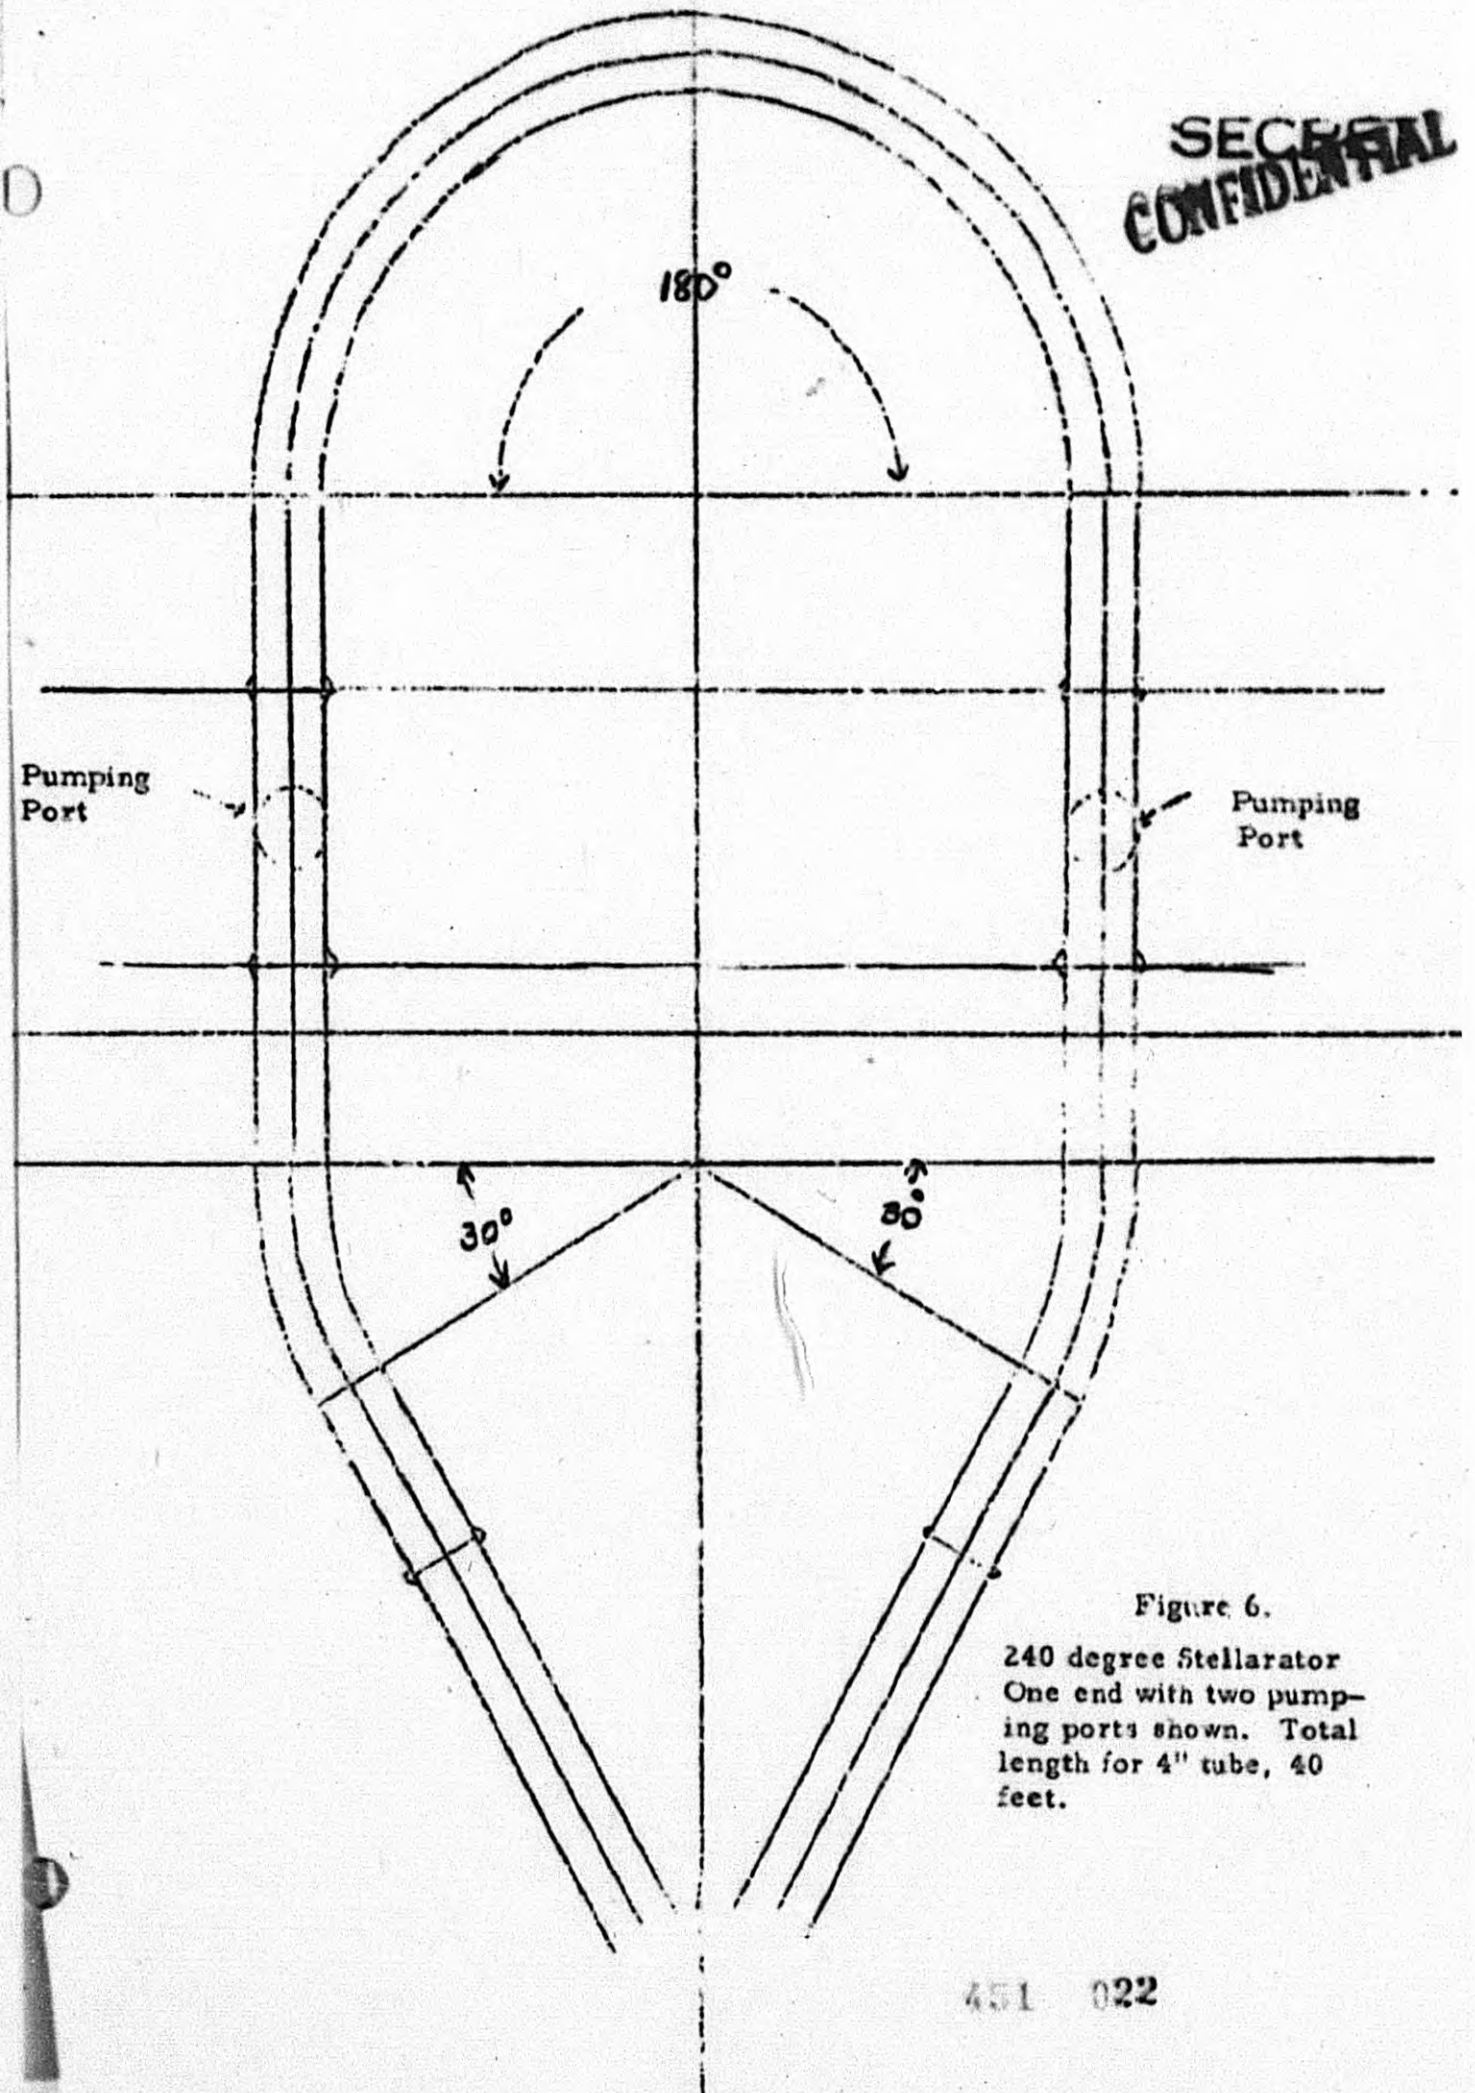 SECRET
CONFIDENTIAL
180°
Pumping
Port
Pumping
Port
30°
30°
Figure 6.
240 degree Stellarator
One end with two pump-
ing ports shown. Total
length for 4" tube, 40
feet.
451 022